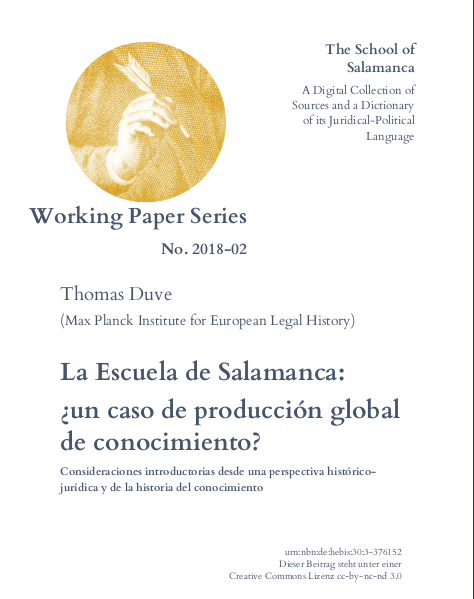 The School of
Salamanca
A Digital Collection of
Sources and a Dictionary
of its Juridical-Political
Language
Working Paper Series
No. 2018-02
Thomas Duve
(Max Planck Institute for European Legal History)
La Escuela de Salamanca:
¿un caso de producción global
de conocimiento?
Consideraciones introductorias desde una perspectiva histórico-
jurídica y de la historia del conocimiento
urn:nbn:de:hebis:30:3-376152
Dieser Beitrag steht unter einer
Creative Commons Lizenz cc-by-nc-nd 3.0